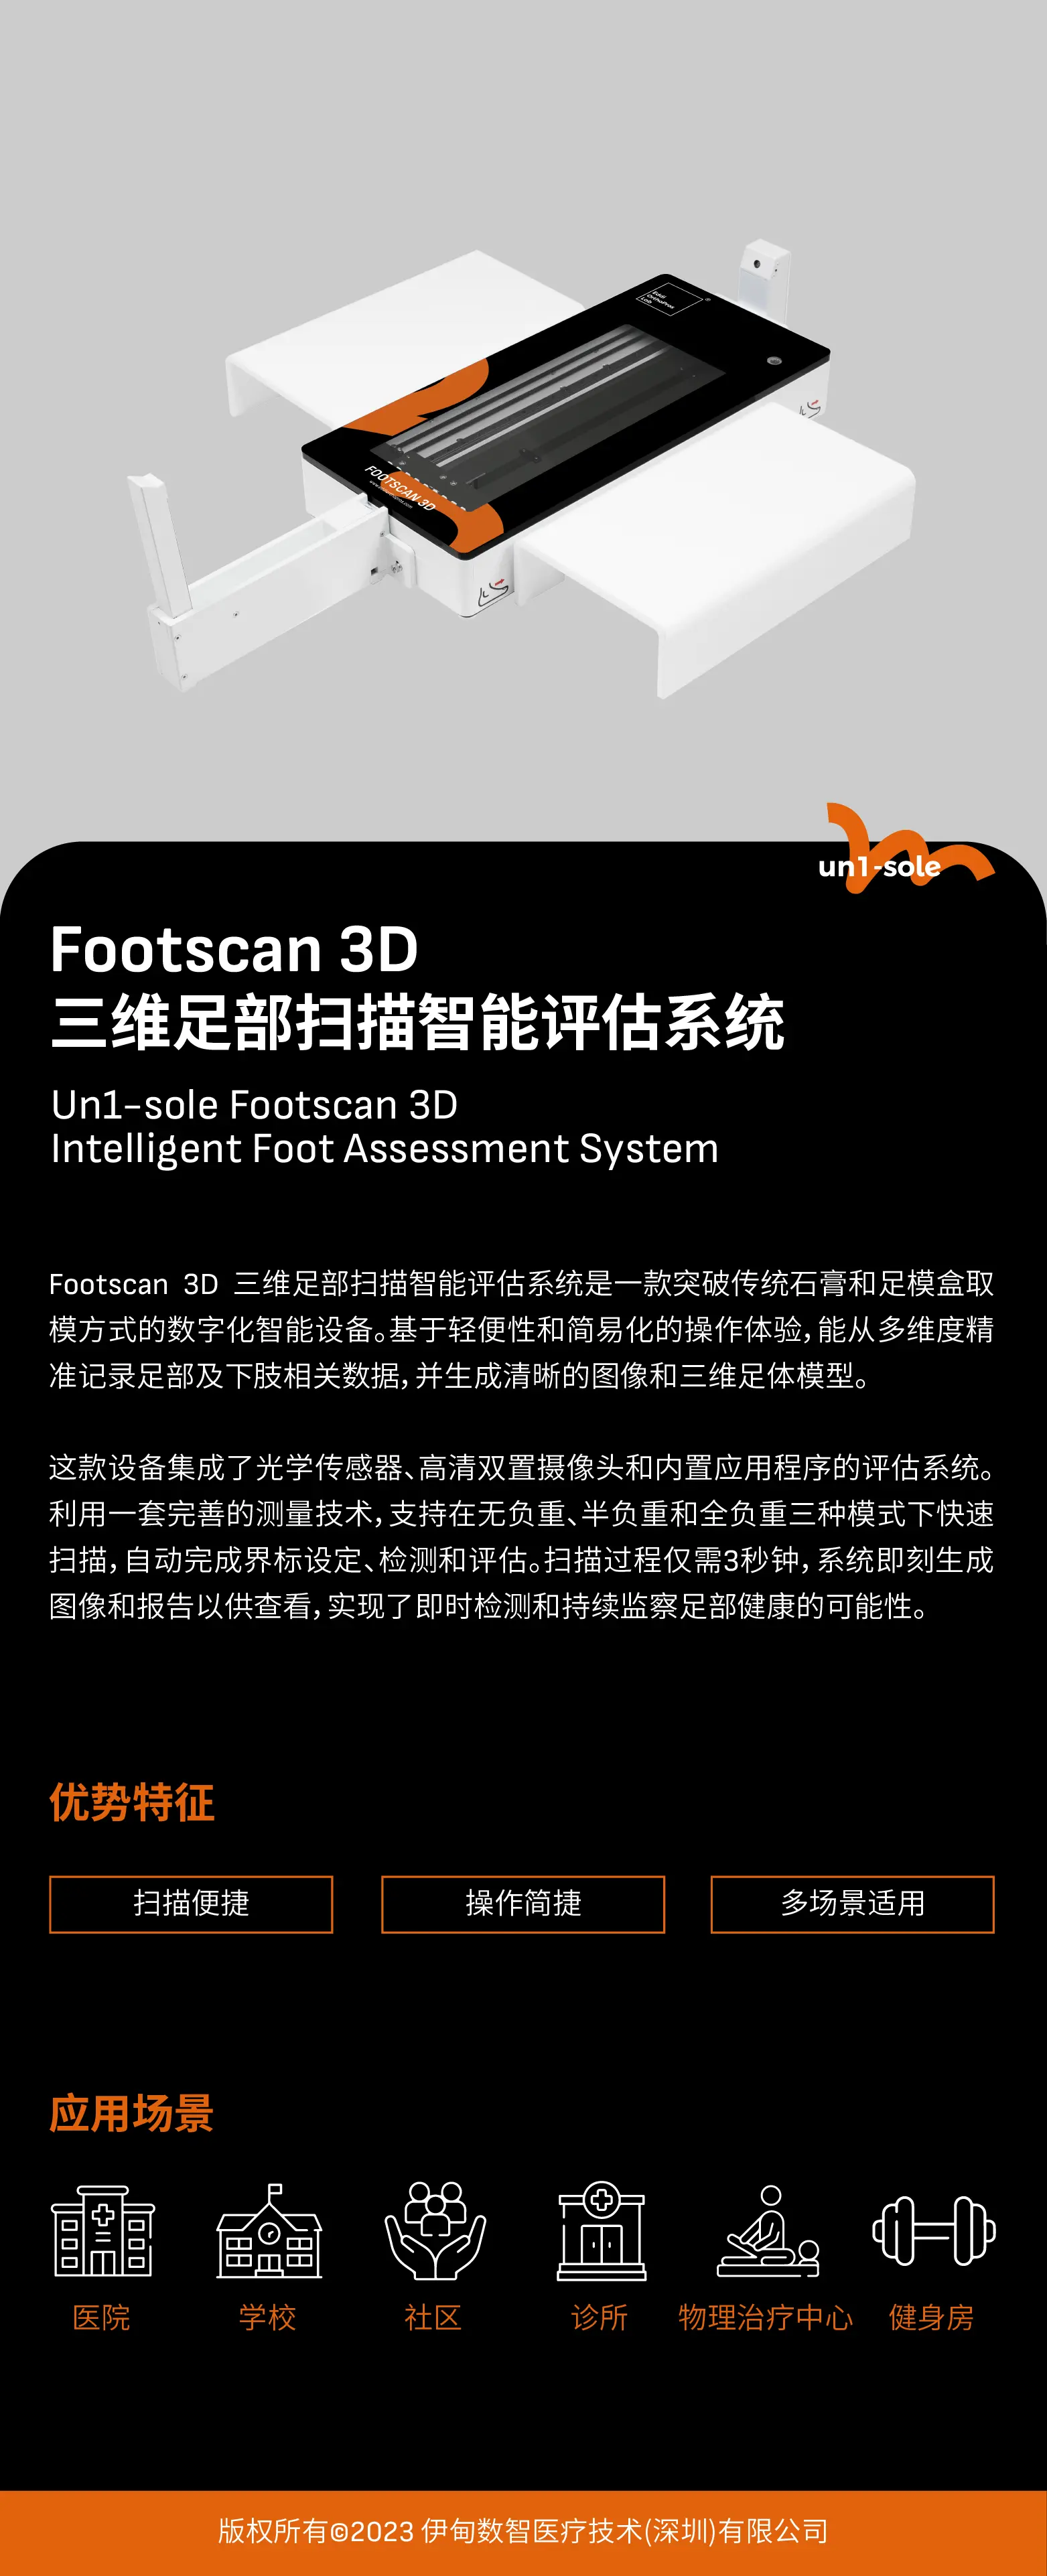 Eddi
OrthoPros
Lab
FOOTSCAN 3D
un1-sole
Footscan 3D
三维足部扫描智能评估系统
Un1-sole Footscan 3D
Intelligent Foot Assessment System
Footscan 3D 三维足部扫描智能评估系统是一款突破传统石膏和足模盒取
模方式的数字化智能设备。基于轻便性和简易化的操作体验，能从多维度精
准记录足部及下肢相关数据，并生成清晰的图像和三维足体模型。
这款设备集成了光学传感器、高清双置摄像头和内置应用程序的评估系统。
利用一套完善的测量技术，支持在无负重、半负重和全负重三种模式下快速
扫描，自动完成界标设定、检测和评估。扫描过程仅需3秒钟，系统即刻生成
图像和报告以供查看，实现了即时检测和持续监察足部健康的可能性。
优势特征
扫描便捷
操作简捷
多场景适用
应用场景
医院
学校
社区
诊所
物理治疗中心
健身房
版权所有©2023 伊甸数智医疗技术(深圳)有限公司